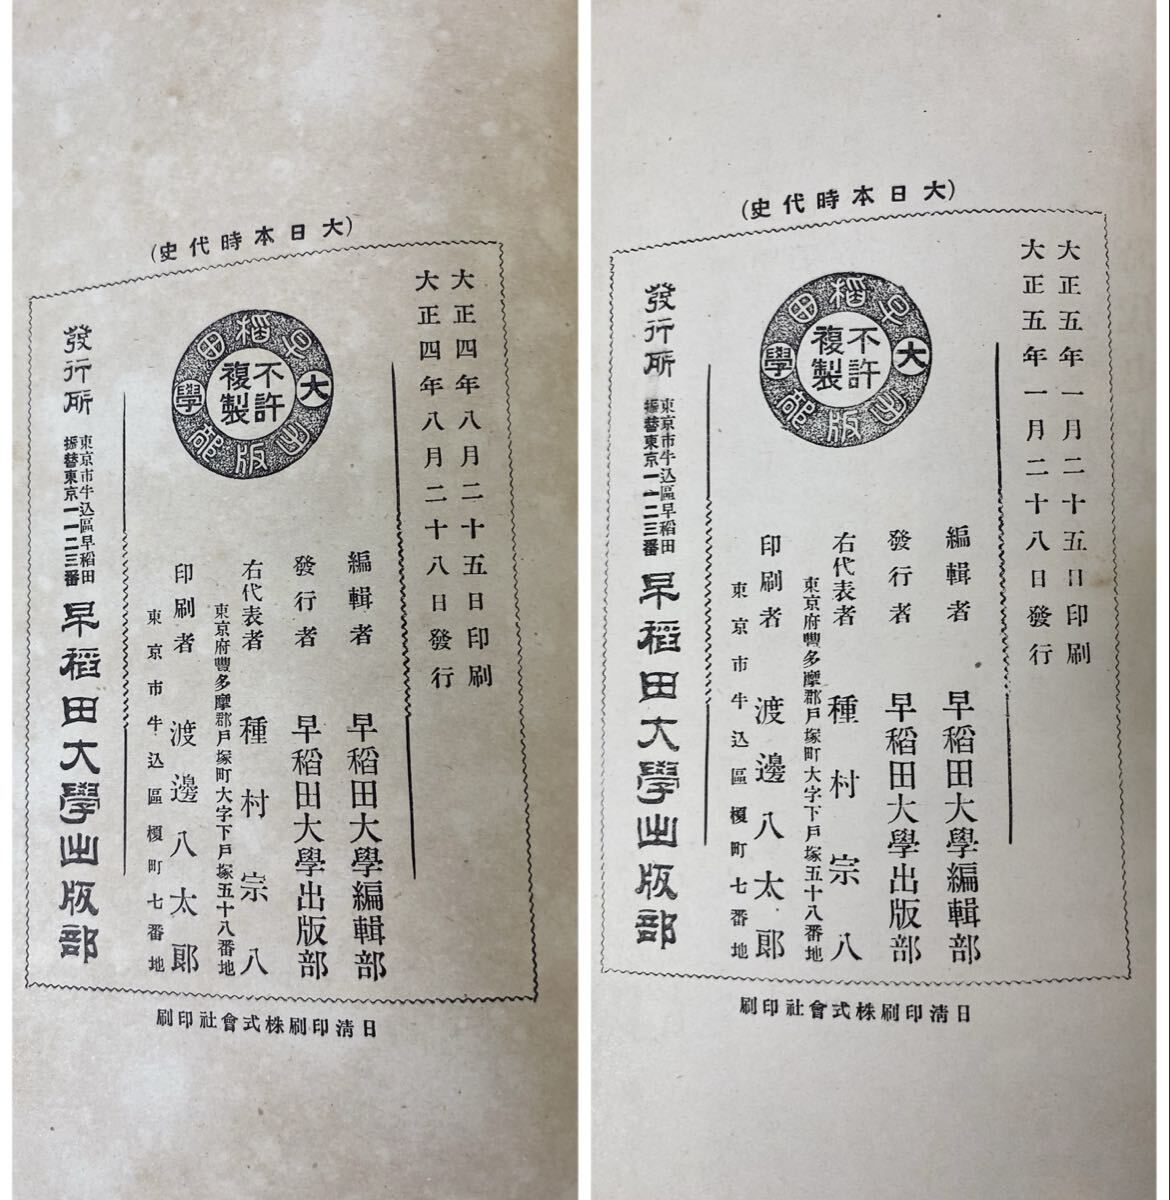 (大日本時代史)
大正四年八月二十五日印刷
大正四年八月二十八日發行
早稻田大學出版部
不許
複製
編輯者 早稻田大學編輯部
發行者 早稻田大學出版部
右代表者 種村宗八
東京府豐多摩郡戸塚町大字下戸塚五十八番地
印刷者 渡邊八太郎
東京市牛込區榎町七番地
發行所
東京市牛込區早稻田
振替東京一一二三番
早稻田大學出版部
日清印刷株式會社印刷
(大日本時代史)
大正五年一月二十五日印刷
大正五年一月二十八日發行
早稻田大學出版部
不許
複製
編輯者 早稻田大學編輯部
發行者 早稻田大學出版部
右代表者 種村宗八
東京府豐多摩郡戸塚町大字下戸塚五十八番地
印刷者 渡邊八太郎
東京市牛込區榎町七番地
發行所
東京市牛込區早稻田
振替東京一一二三番
早稻田大學出版部
日清印刷株式會社印刷